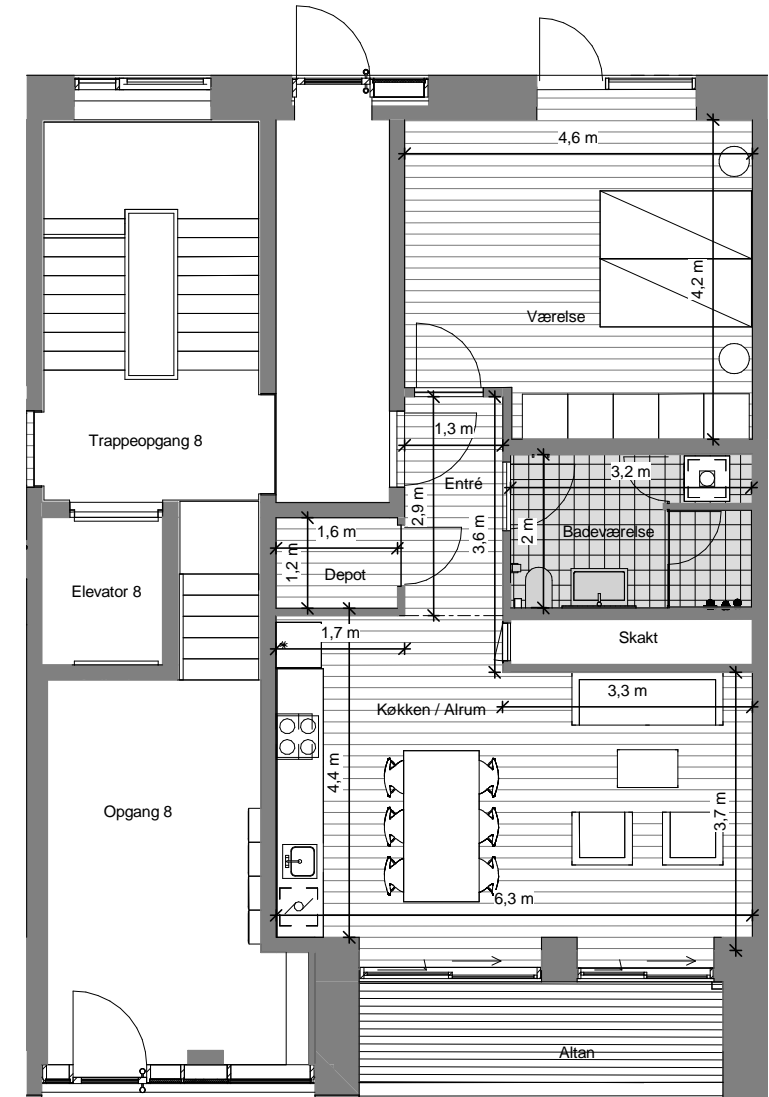 4,6 m
4,2 m
Værelse
Trappeopgang 8
1,3 m
Entré
2,9 m
3,6 m
3,2 m
2 m
Badeværelse
1,6 m
1,2 m
Depot
Elevator 8
1,7 m
Skakt
3,3 m
Køkken / Alrum
4,4 m
3,7 m
Opgang 8
6,3 m
Altan